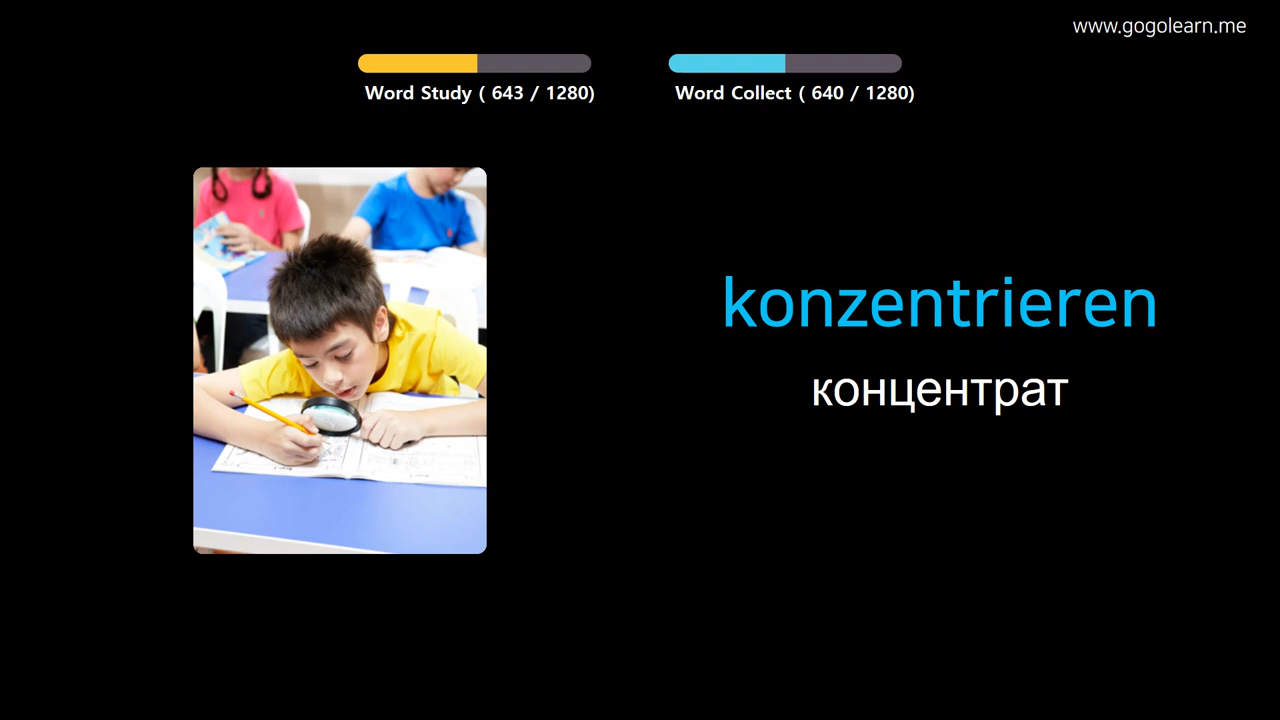 www.gogolearn.me
Word Study ( 643 / 1280)
Word Collect ( 640 / 1280)
konzentrieren
концентрат